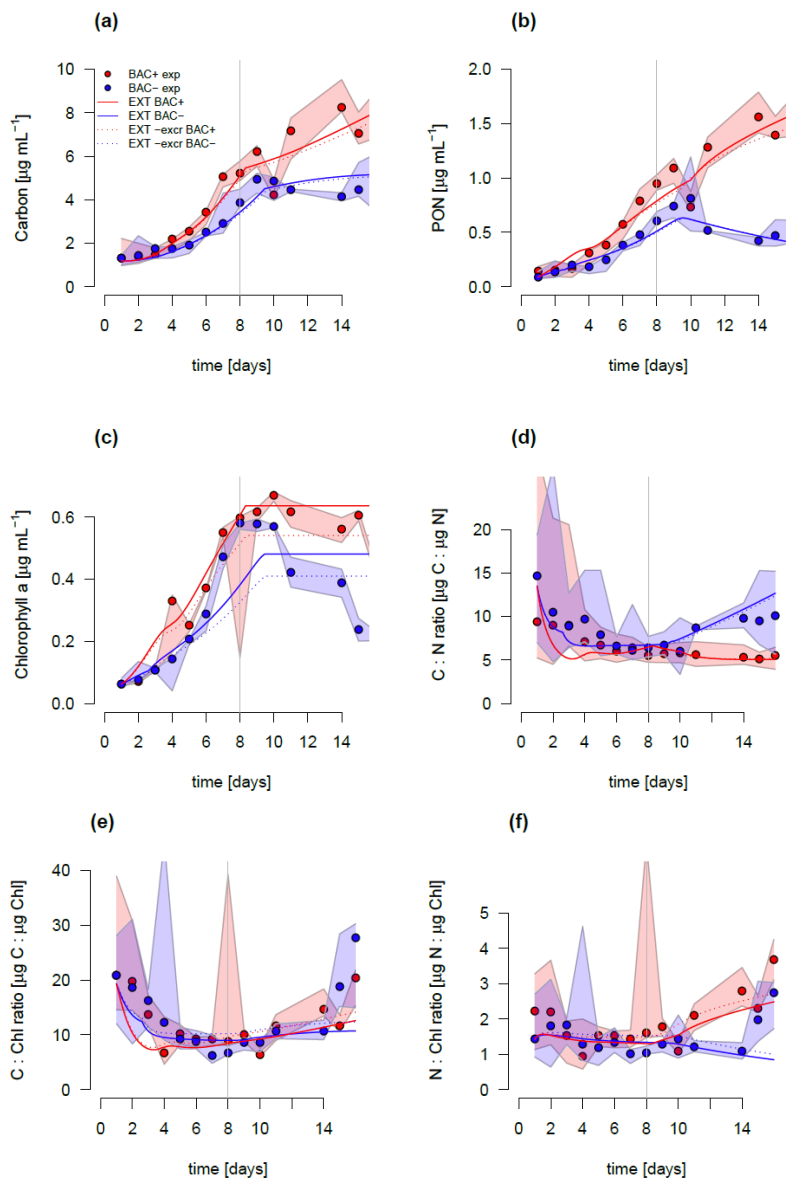 (a)
Carbon [µg mL⁻¹]
10
8
6
4
2
0
BAC+ exp
BAC− exp
EXT BAC+
EXT BAC−
EXT −excr BAC+
EXT −excr BAC−
0 2 4 6 8 10 14
time [days]
(b)
PON [µg mL⁻¹]
2.0
1.5
1.0
0.5
0.0
0 2 4 6 8 10 14
time [days]
(c)
Chlorophyll a [µg mL⁻¹]
0.6
0.4
0.2
0.0
0 2 4 6 8 10 14
time [days]
(d)
C : N ratio [µg C : µg N]
20
15
10
5
0
0 2 4 6 8 10 14
time [days]
(e)
C : Chl ratio [µg C : µg Chl]
40
30
20
10
0
0 2 4 6 8 10 14
time [days]
(f)
N : Chl ratio [µg N : µg Chl]
5
4
3
2
1
0
0 2 4 6 8 10 14
time [days]